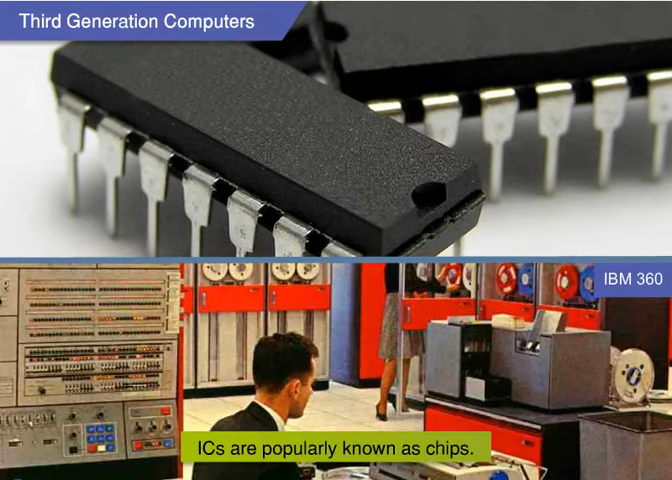 Third Generation Computers
IBM 360
ICs are popularly known as chips.